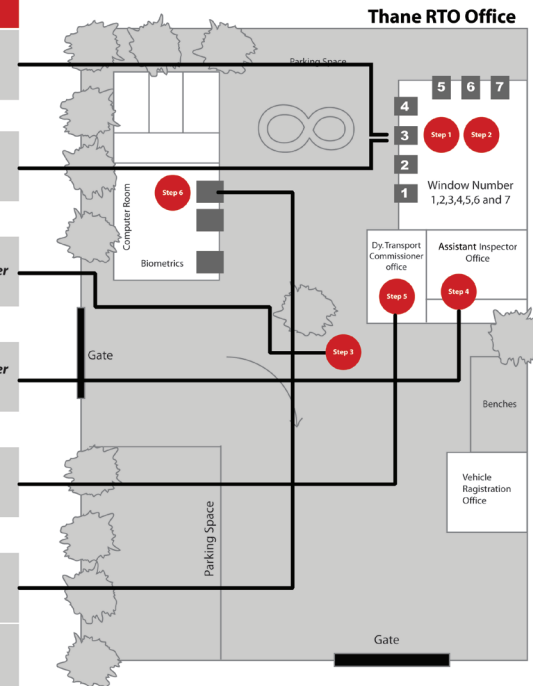 Thane RTO Office
Parking Space
5 6 7
4
3
2
1
Step 1
Step 2
Window Number
1,2,3,4,5,6 and 7
Step 6
Computer Room
Biometrics
Dy.Transport
Commissioner
office
Assistant Inspector
Office
Step 5
Step 4
er
Step 3
Gate
er
Benches
Vehicle
Ragistration
Office
Parking Space
Gate